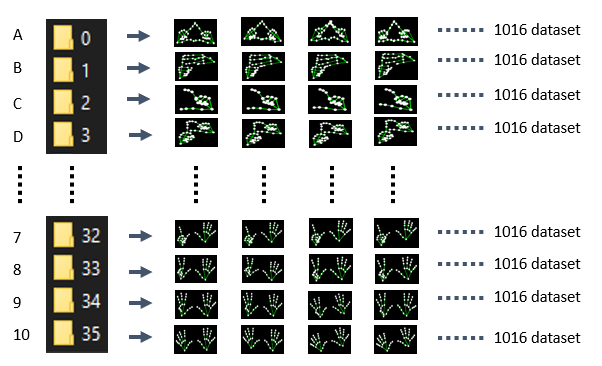 A 0 1016 dataset
B 1 1016 dataset
C 2 1016 dataset
D 3 1016 dataset
7 32 1016 dataset
8 33 1016 dataset
9 34 1016 dataset
10 35 1016 dataset